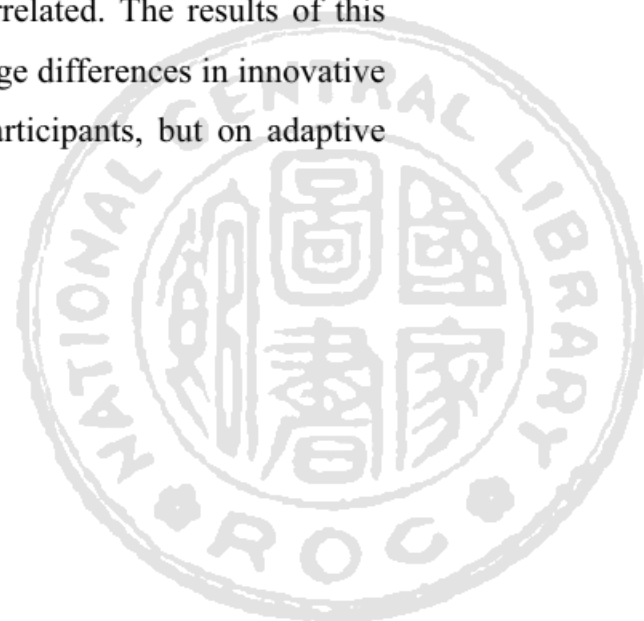 rrelated. The results of this
ge differences in innovative
articipants, but on adaptive
NATIONAL CENTRAL LIBRARY
ROC
國家
圖書
館